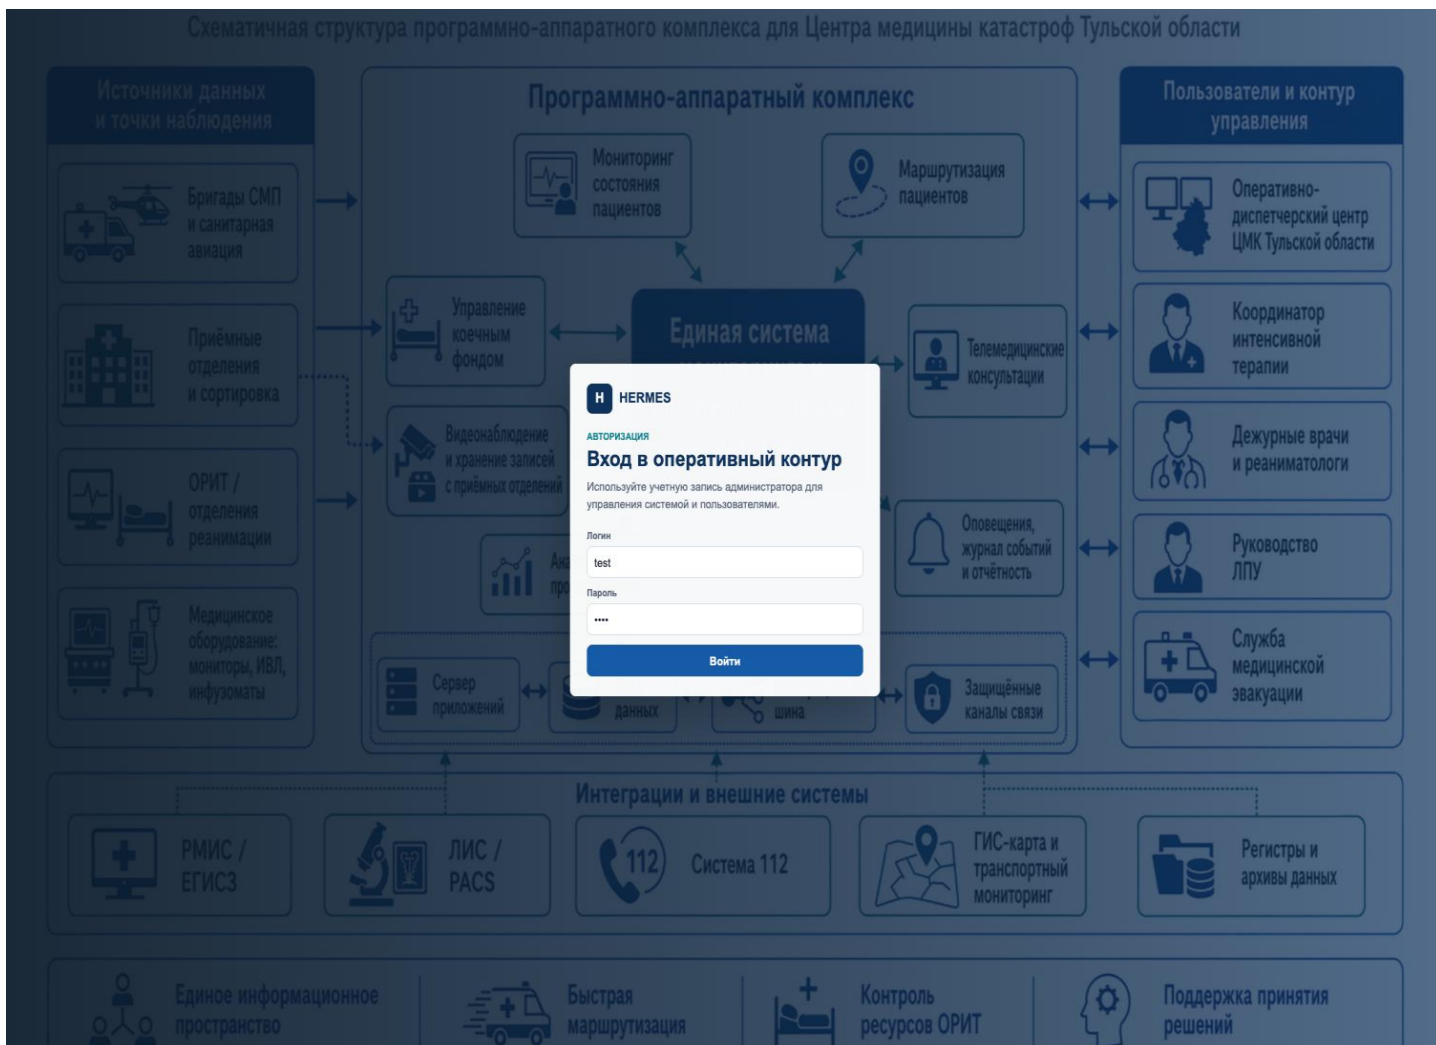 Схематичная структура программно-аппаратного комплекса для Центра медицины катастроф Тульской области
Источники данных
и точки наблюдения
Бригады СМП
и санитарная
авиация
Приёмные
отделения
и сортировка
ОРИТ /
отделения
реанимации
Медицинское
оборудование:
мониторы, ИВЛ,
инфузоматы
Программно-аппаратный комплекс
Мониторинг
состояния
пациентов
Маршрутизация
пациентов
Управление
коечным
фондом
Единая система
Телемедицинские
консультации
Видеонаблюдение
и хранение записей
с приёмных отделений
Оповещения,
журнал событий
и отчётность
H HERMES
АВТОРИЗАЦИЯ
Вход в оперативный контур
Используйте учетную запись администратора для
управления системой и пользователями.
Логин
test
Пароль
••••
Войти
Сервер
приложений
данных
шина
Защищённые
каналы связи
Пользователи и контур
управления
Оперативно-
диспетчерский центр
ЦМК Тульской области
Координатор
интенсивной
терапии
Дежурные врачи
и реаниматологи
Руководство
ЛПУ
Служба
медицинской
эвакуации
Интеграции и внешние системы
РМИС /
ЕГИСЗ
ЛИС /
PACS
112
Система 112
ГИС-карта и
транспортный
мониторинг
Регистры и
архивы данных
Единое информационное
пространство
Быстрая
маршрутизация
Контроль
ресурсов ОРИТ
Поддержка принятия
решений